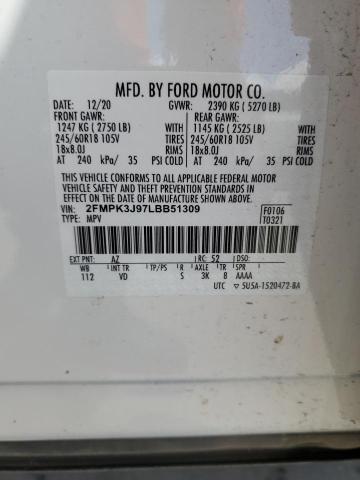 MFD. BY FORD MOTOR CO.
DATE: 12/20 GVWR: 2390 KG ( 5270 LB)
FRONT GAWR: REAR GAWR:
1247 KG ( 2750 LB) WITH 1145 KG ( 2525 LB) WITH
245/60R18 105V TIRES 245/60R18 105V TIRES
18x8.0J RIMS 18x8.0J RIMS
AT 240 kPa/ 35 PSI COLD AT 240 kPa/ 35 PSI COLD
THIS VEHICLE CONFORMS TO ALL APPLICABLE FEDERAL MOTOR
VEHICLE SAFETY AND THEFT PREVENTION STANDARDS IN
EFFECT ON THE DATE OF MANUFACTURE SHOWN ABOVE.
VIN: 2FMPK3J97LBB51309 F0106
TYPE: MPV T0321
EXT PNT: AZ RC: 52 DSO:
WB INT TR TP/PS R AXLE TR SPR
112 VD S 3K 8 AAAA
UTC 5U5A-1520472-BA